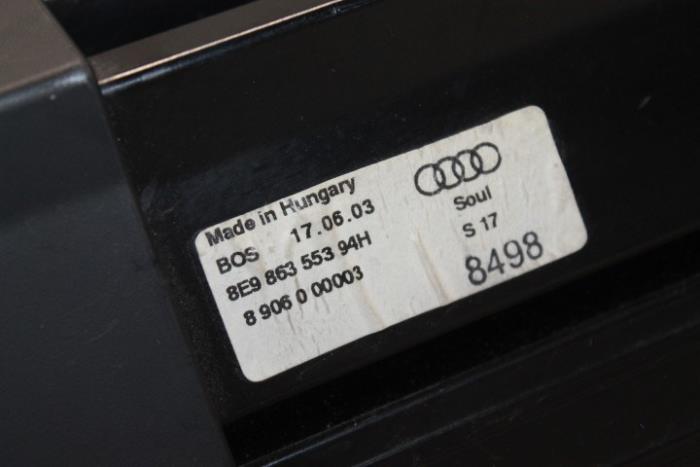 Made in Hungary
BOS 17.06.03
8E9 863 553 94H
8 906 0 00003
Soul
S 17
8498